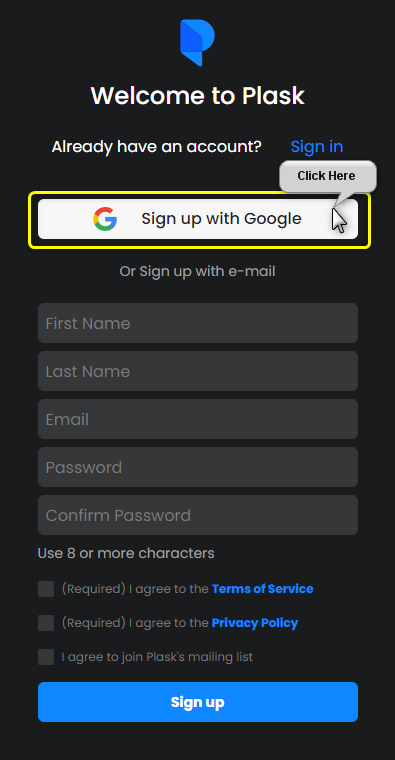 Welcome to Plask
Already have an account? Sign in
Click Here
Sign up with Google
Or Sign up with e-mail
First Name
Last Name
Email
Password
Confirm Password
Use 8 or more characters
(Required) I agree to the Terms of Service
(Required) I agree to the Privacy Policy
I agree to join Plask's mailing list
Sign up